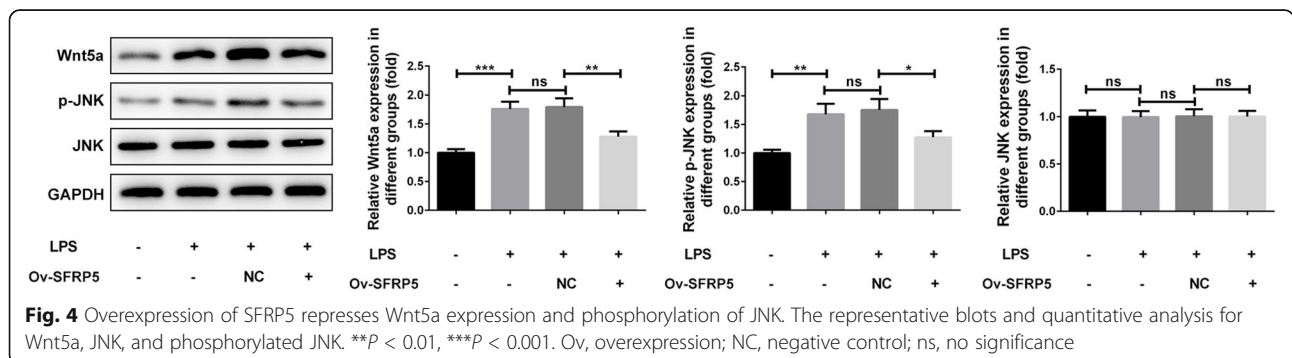 Wnt5a
p-JNK
JNK
GAPDH
LPS - + + +
Ov-SFRP5 - - NC +
Relative Wnt5a expression in
different groups (fold)
2.5
2.0
1.5
1.0
0.5
0.0
*** ns **
LPS - + + +
Ov-SFRP5 - - NC +
Relative p-JNK expression in
different groups (fold)
2.5
2.0
1.5
1.0
0.5
0.0
** ns *
LPS - + + +
Ov-SFRP5 - - NC +
Relative JNK expression in
different groups (fold)
1.5
1.0
0.5
0.0
ns ns ns
LPS - + + +
Ov-SFRP5 - - NC +
Fig. 4 Overexpression of SFRP5 represses Wnt5a expression and phosphorylation of JNK. The representative blots and quantitative analysis for
Wnt5a, JNK, and phosphorylated JNK. **P < 0.01, ***P < 0.001. Ov, overexpression; NC, negative control; ns, no significance